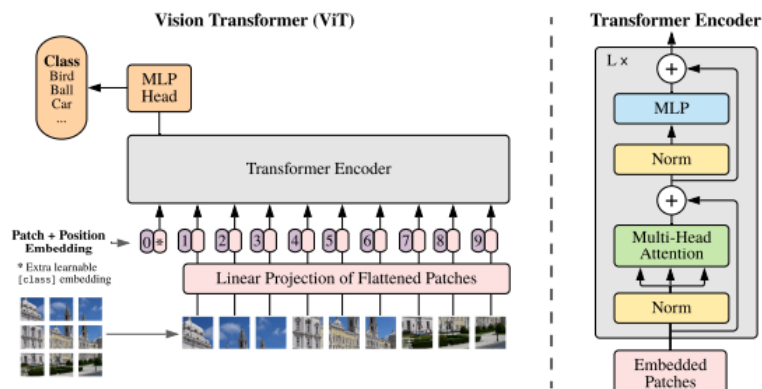 Vision Transformer (ViT)
Class
Bird
Ball
Car
...
MLP
Head
Transformer Encoder
Patch + Position
Embedding
* Extra learnable
[class] embedding
0 * 1 2 3 4 5 6 7 8 9
Linear Projection of Flattened Patches
Transformer Encoder
L ×
+
MLP
Norm
+
Multi-Head
Attention
Norm
Embedded
Patches